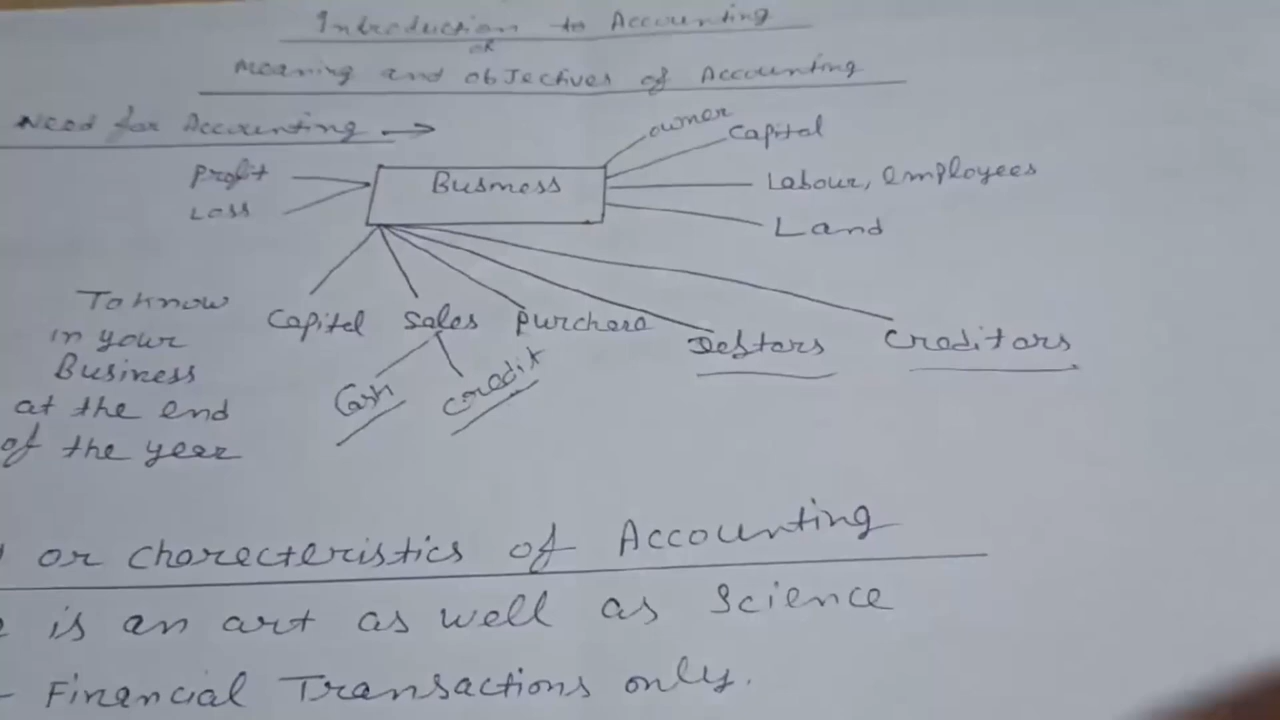 Introduction to Accounting
OR
Meaning and objectives of Accounting
Need for Accounting →
owner
Capital
Profit
Business
Labour, employees
Loss
Land
To know
in your
Business
at the end
of the year
Capital
Sales
purchase
Debtors
Creditors
Cash
credit
or charecteristics of Accounting
is an art as well as Science
Financial Transactions only.